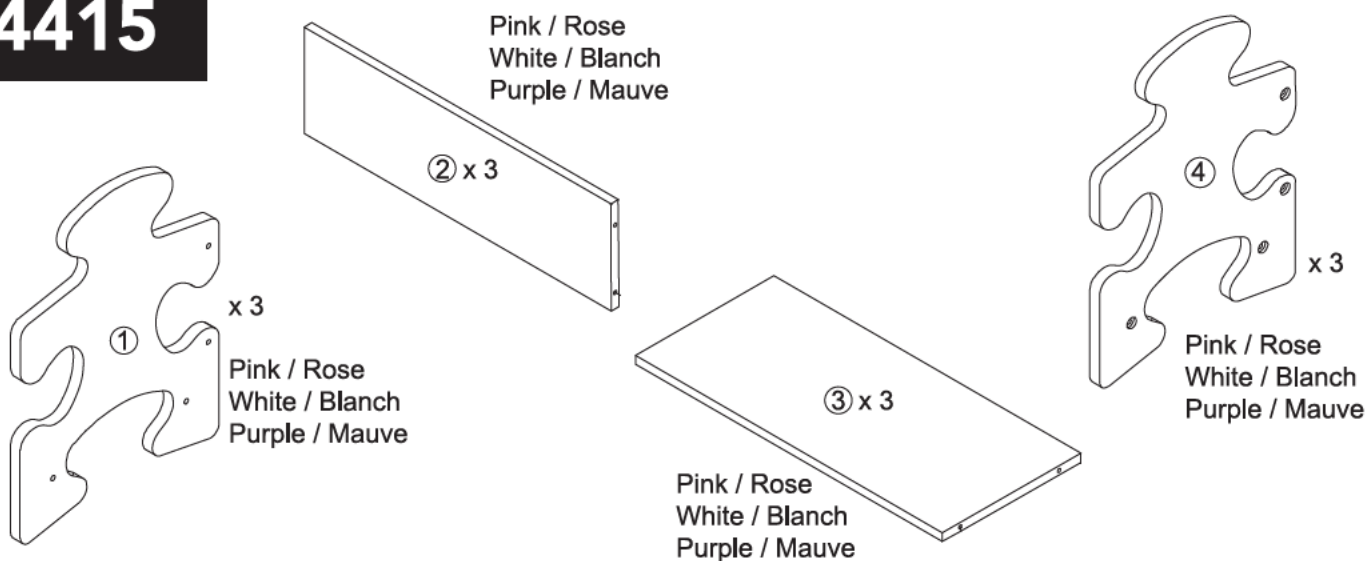 4415
Pink / Rose
White / Blanch
Purple / Mauve
② x 3
④
x 3
Pink / Rose
White / Blanch
Purple / Mauve
①
x 3
Pink / Rose
White / Blanch
Purple / Mauve
③ x 3
Pink / Rose
White / Blanch
Purple / Mauve